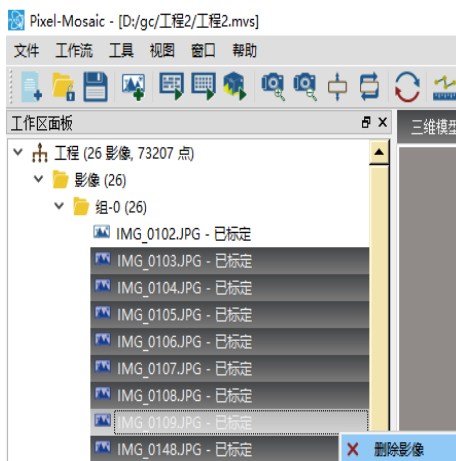 Pixel-Mosaic - [D:/gc/工程2/工程2.mvs]
文件 工作流 工具 视图 窗口 帮助
工作区面板
三维模型
工程 (26 影像, 73207 点)
影像 (26)
组-0 (26)
IMG_0102.JPG - 已标定
IMG_0103.JPG - 已标定
IMG_0104.JPG - 已标定
IMG_0105.JPG - 已标定
IMG_0106.JPG - 已标定
IMG_0107.JPG - 已标定
IMG_0108.JPG - 已标定
IMG_0109.JPG - 已标定
IMG_0148.JPG - 已标定
删除影像